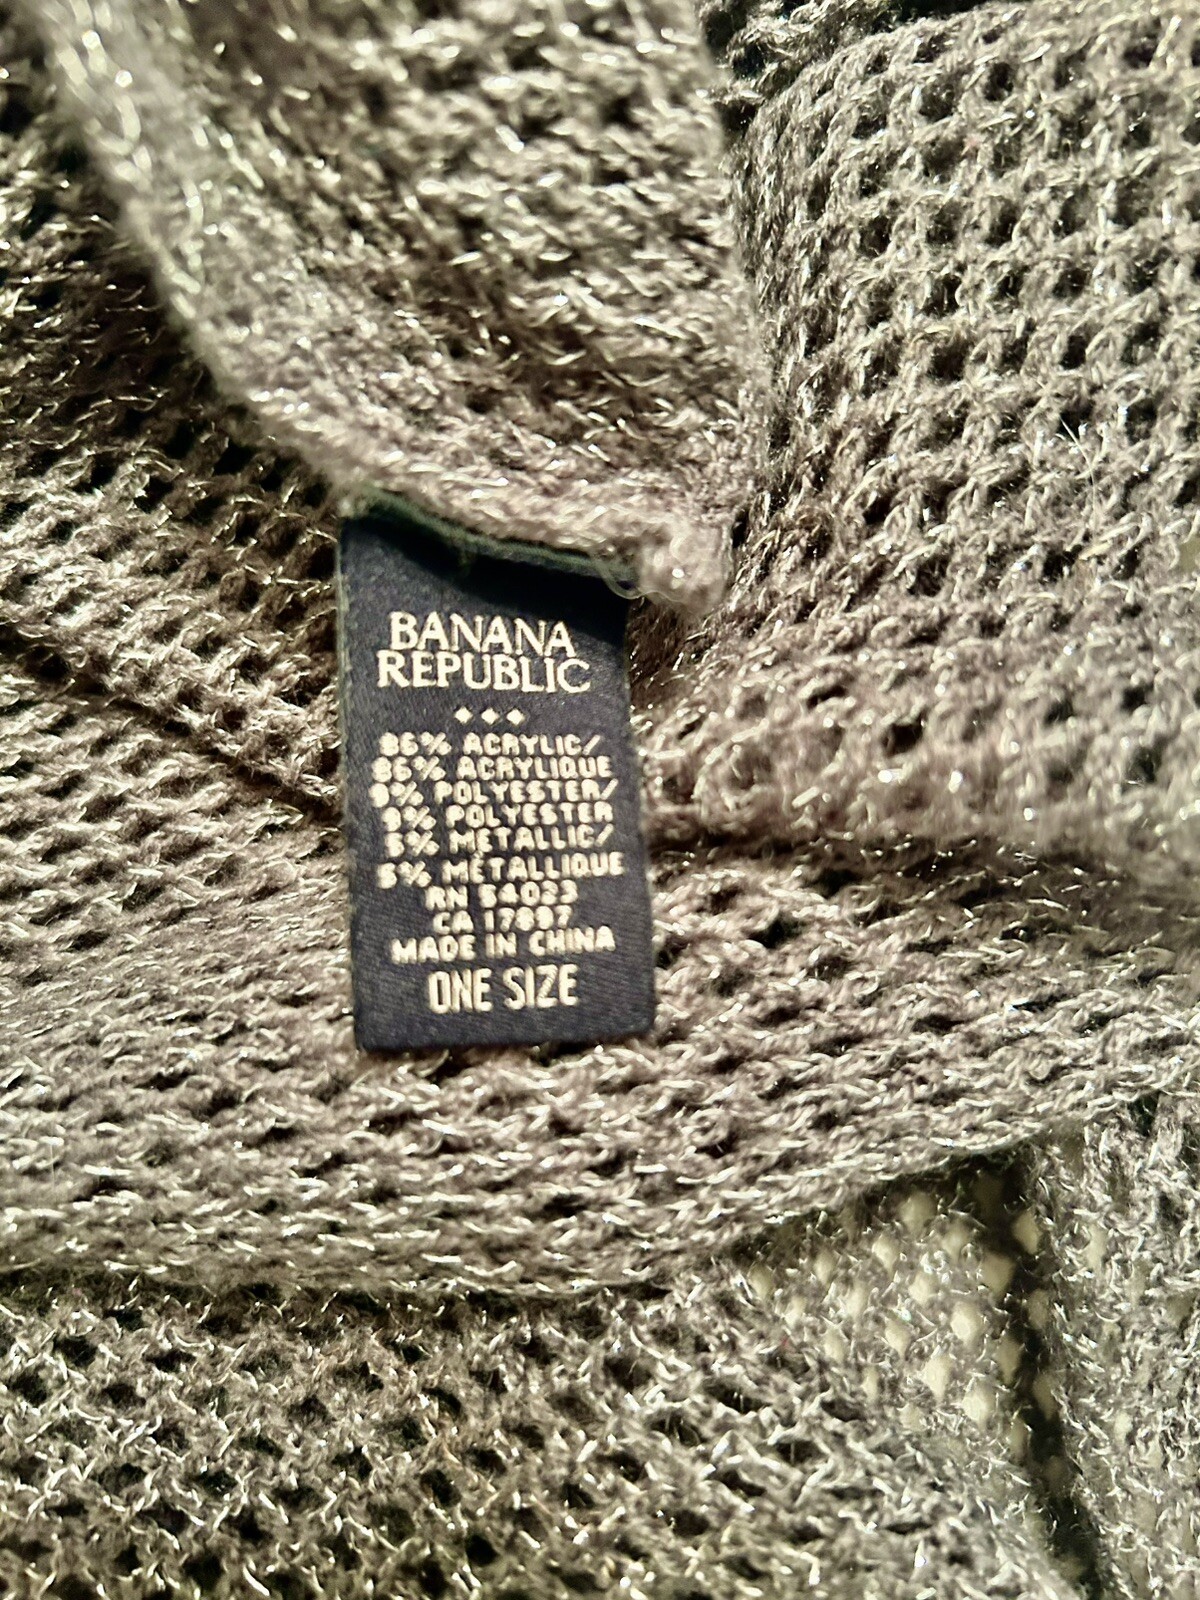 BANANA
REPUBLIC
86% ACRYLIC/
86% ACRYLIQUE
9% POLYESTER/
9% POLYESTER
5% METALLIC/
5% MÉTALLIQUE
RN 54023
CA 17897
MADE IN CHINA
ONE SIZE